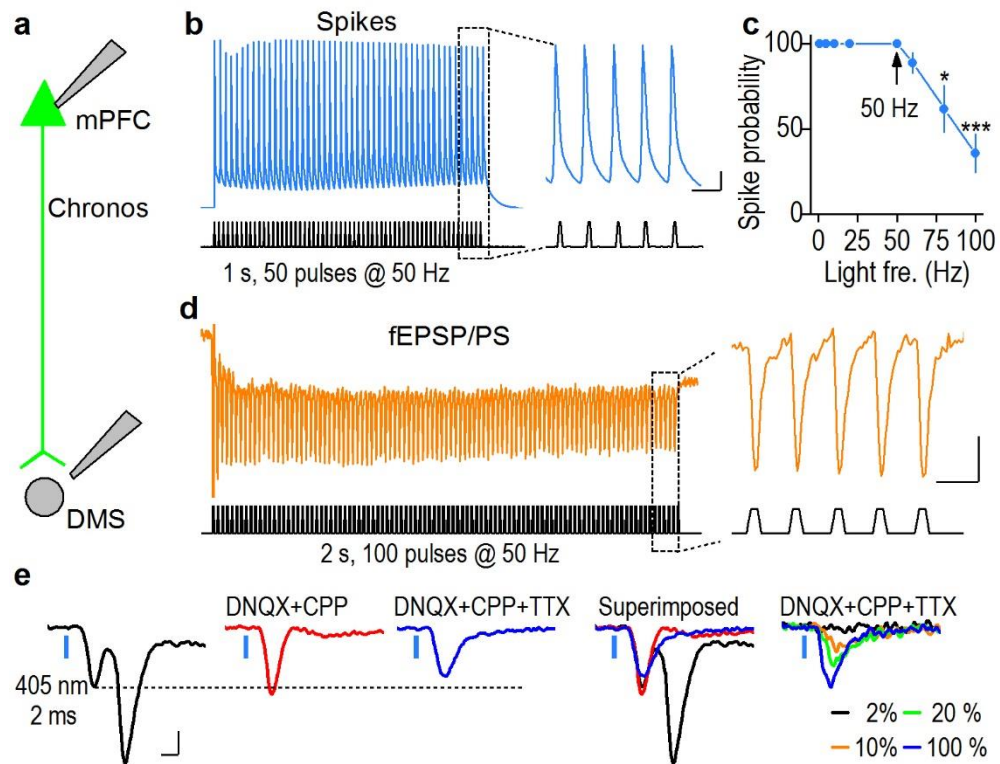 a
mPFC
Chronos
DMS
b
Spikes
1 s, 50 pulses @ 50 Hz
c
Spike probability
100
50
0
50 Hz
*
***
0 25 50 75 100
Light fre. (Hz)
d
fEPSP/PS
2 s, 100 pulses @ 50 Hz
e
DNQX+CPP
DNQX+CPP+TTX
Superimposed
DNQX+CPP+TTX
405 nm
2 ms
2% 20 %
10% 100 %